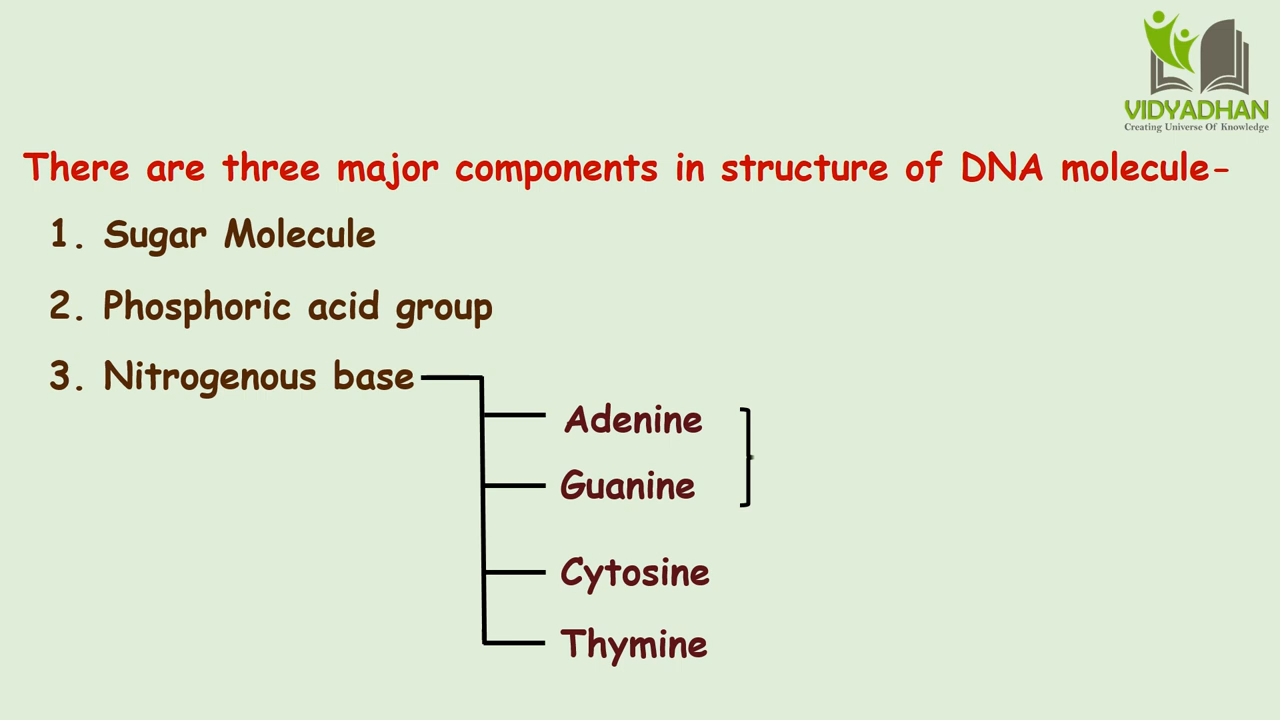 VIDYADHAN
Creating Universe Of Knowledge
There are three major components in structure of DNA molecule-
1. Sugar Molecule
2. Phosphoric acid group
3. Nitrogenous base
Adenine
Guanine
Cytosine
Thymine